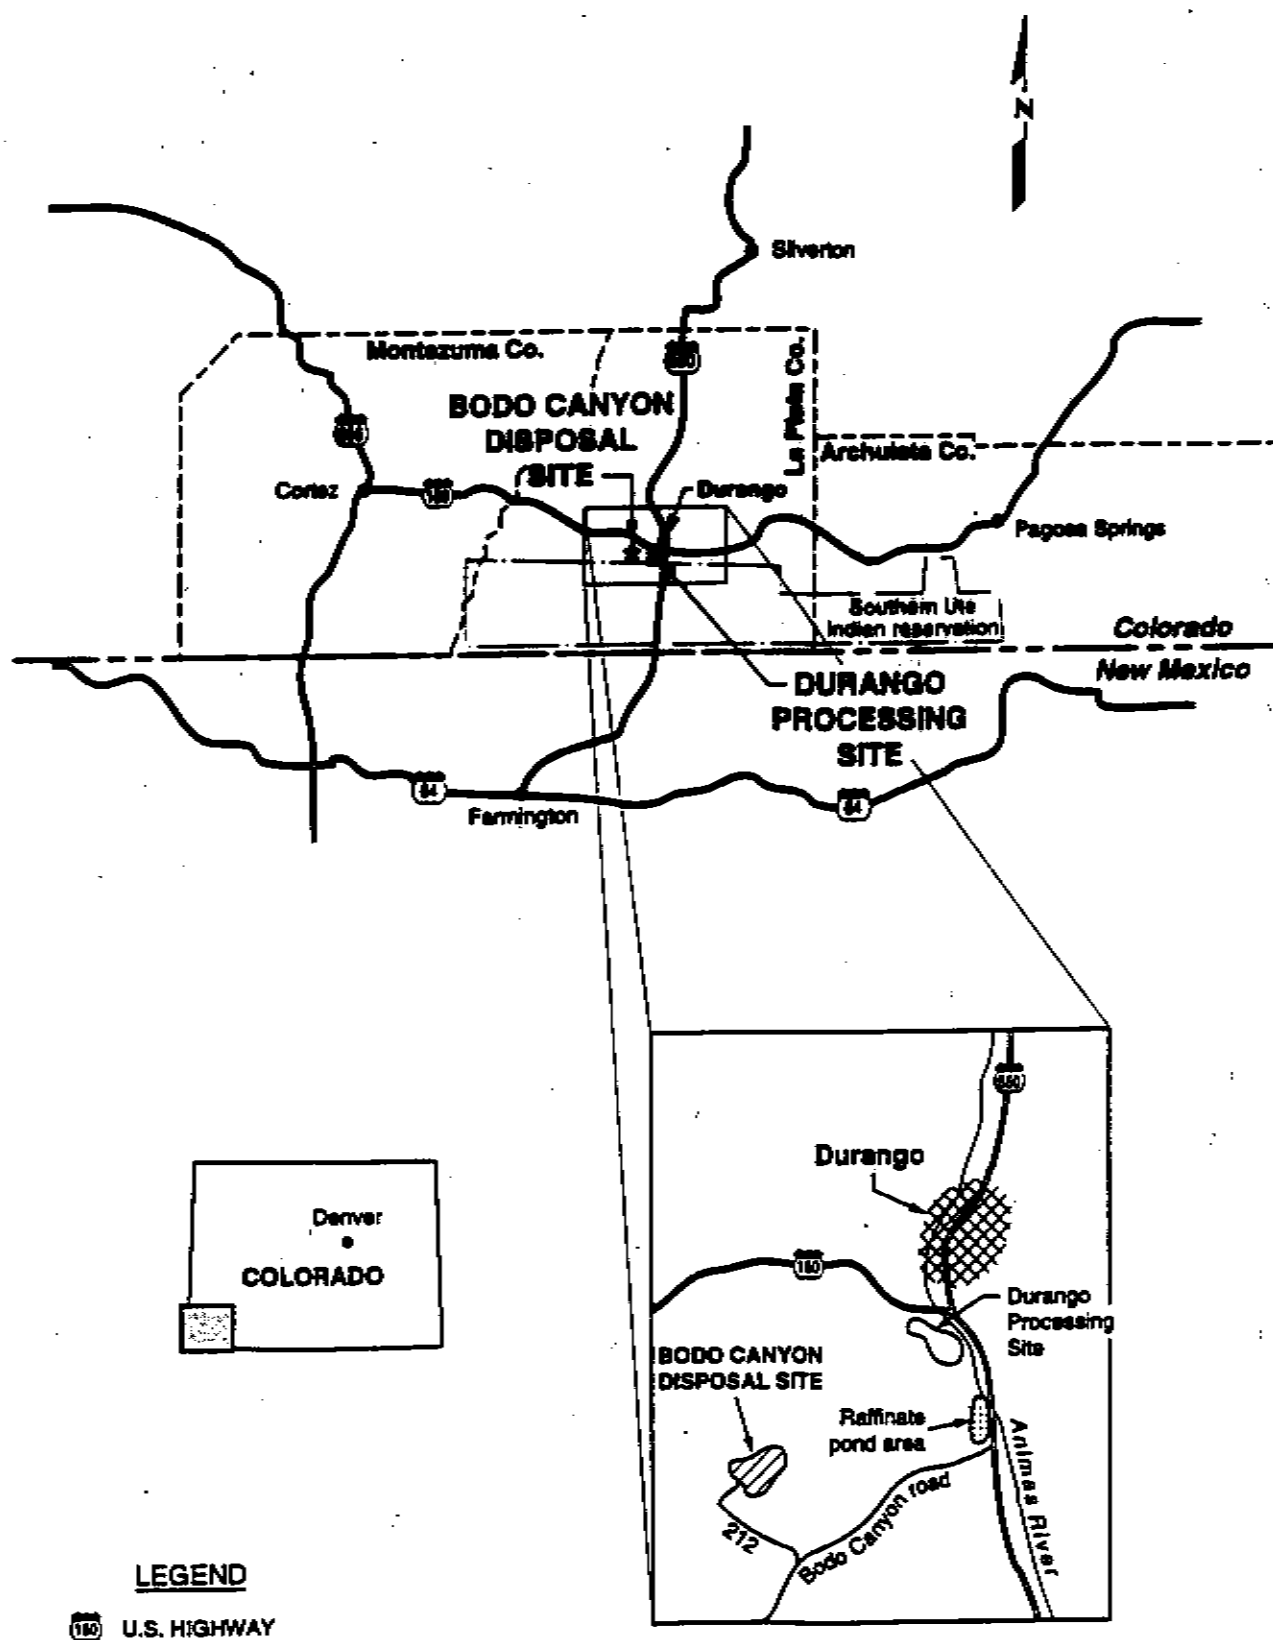 N
Silverton
Montezuma Co.
550
La Plata Co.
BODO CANYON
DISPOSAL
SITE
Archuleta Co.
Cortez
160
Durango
Pagosa Springs
Southern Ute
Indian reservation
Colorado
New Mexico
DURANGO
PROCESSING
SITE
64
64
Farmington
550
Durango
Denver
COLORADO
160
Durango
Processing
Site
BODO CANYON
DISPOSAL SITE
Raffinate
pond area
Animas River
Bodo Canyon road
212
LEGEND
160 U.S. HIGHWAY